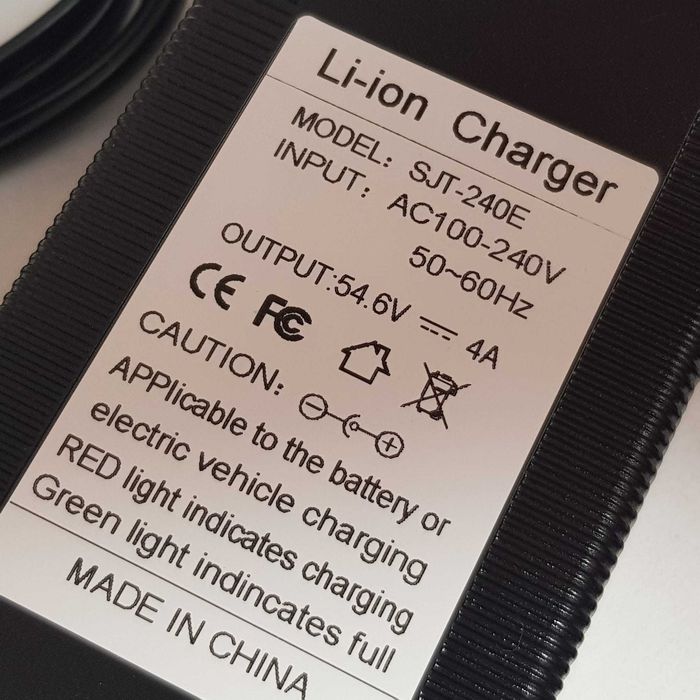 Li-ion Charger
MODEL: SJT-240E
INPUT: AC100-240V
50~60Hz
OUTPUT:54.6V ⎓ 4A
CE FC
CAUTION:
APPlicable to the battery or
electric vehicle charging
RED light indicates charging
Green light indincates full
MADE IN CHINA